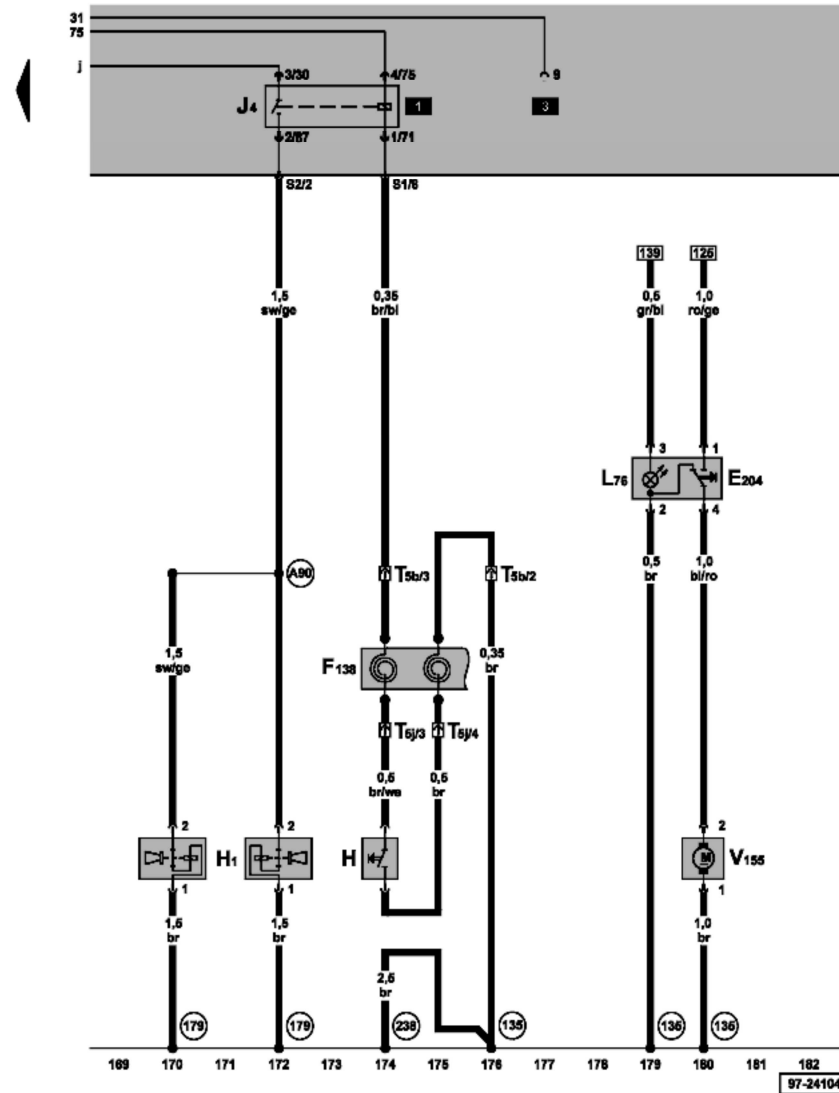 31
75
j
3/30 4/75 9
J4 1 3
2/87 1/71
S2/2 S1/8
139 125
1,5 sw/ge
0,35 br/bl
0,5 gr/bl
1,0 ro/ge
3 1
L76 E204
2 4
A90 T5b/3 T5b/2
0,5 br
1,0 bl/ro
1,5 sw/ge
F138
0,35 br
T5j/3 T5j/4
0,5 br/ws
0,5 br
2 2 2
H1 H M V155
1 1 1
1,5 br
1,5 br
1,0 br
2,5 br
179 179 238 135 135 135
169 170 171 172 173 174 175 176 177 178 179 180 181 182
97-24104